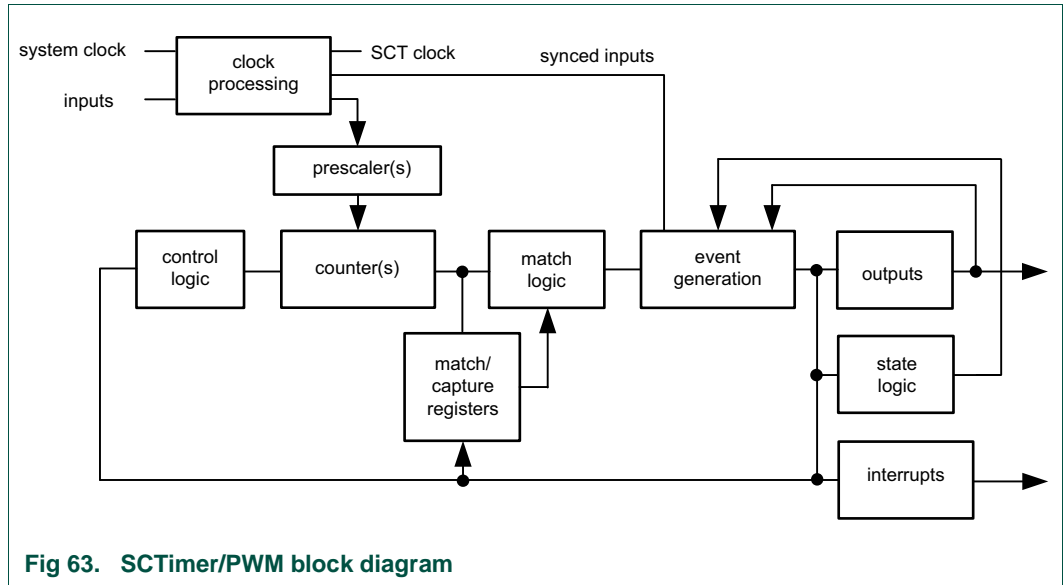 system clock
inputs
clock
processing
SCT clock
synced inputs
prescaler(s)
control
logic
counter(s)
match
logic
event
generation
outputs
match/
capture
registers
state
logic
interrupts
Fig 63. SCTimer/PWM block diagram